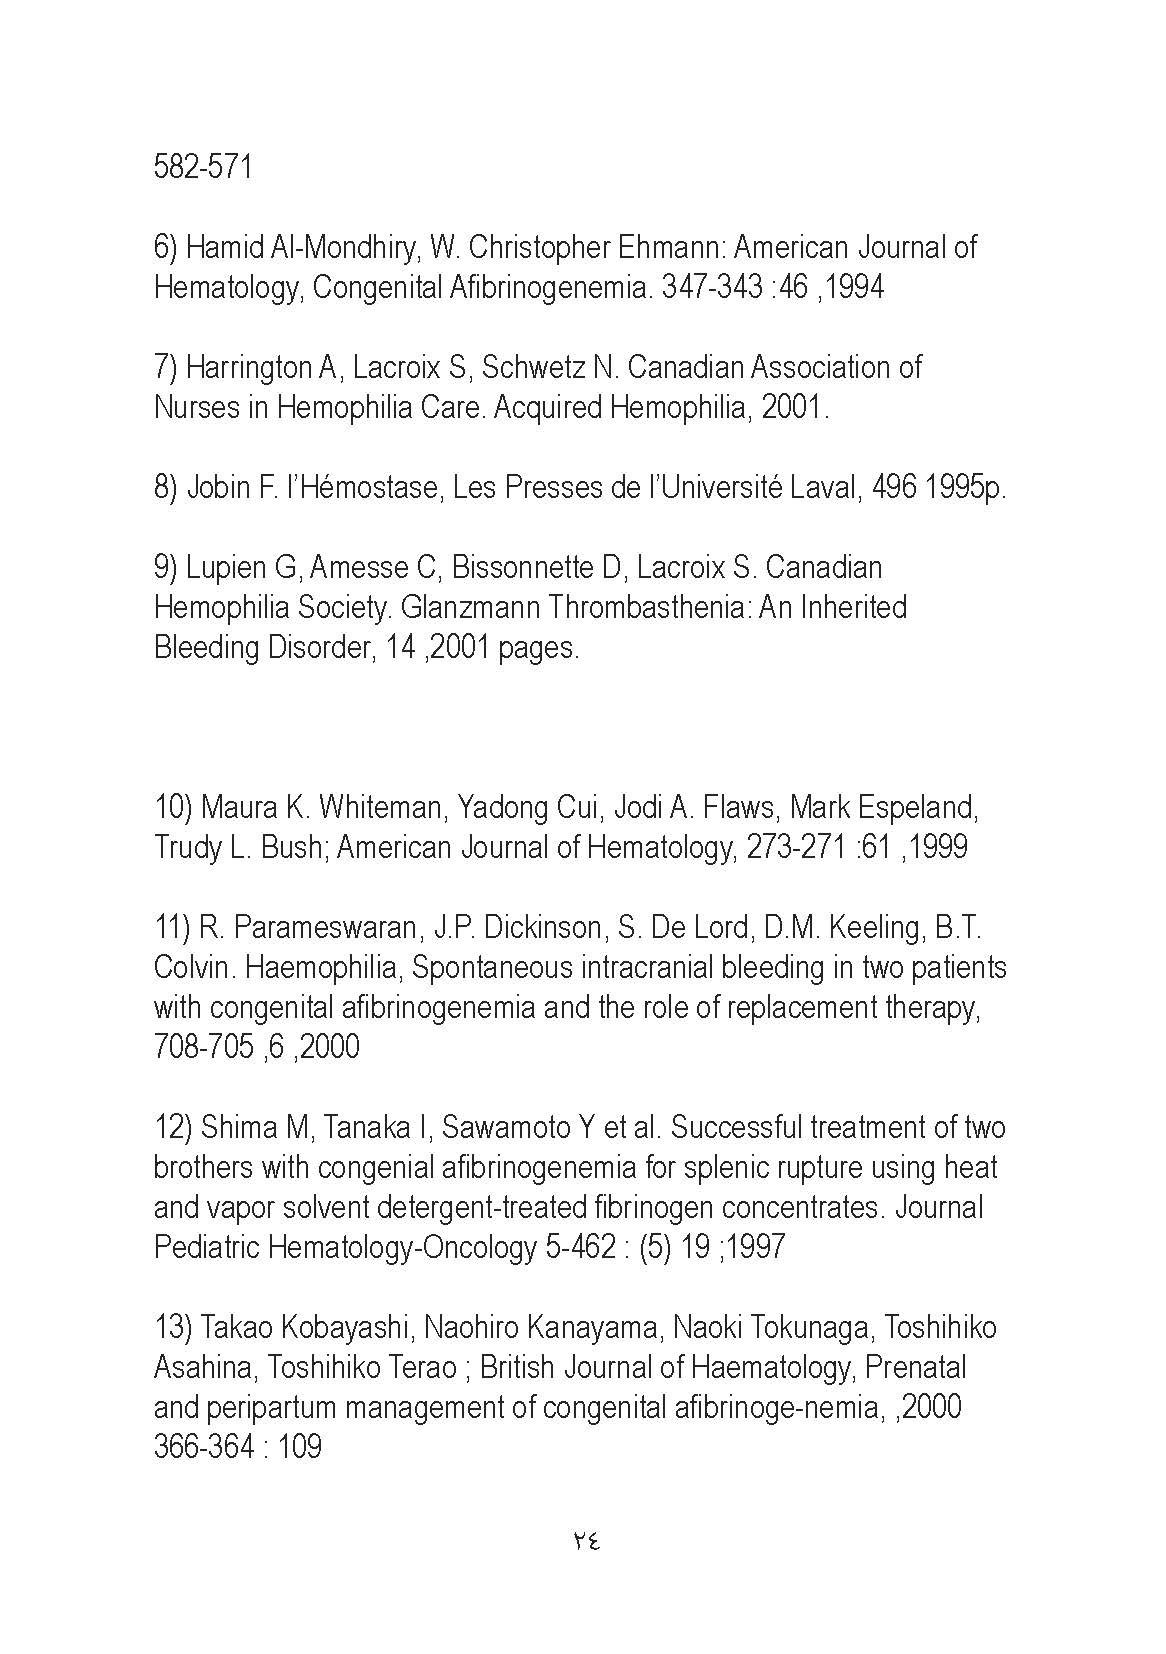 582-571
6) Hamid Al-Mondhiry, W. Christopher Ehmann: American Journal of
Hematology, Congenital Afibrinogenemia. 347-343 :46 ,1994
7) Harrington A, Lacroix S, Schwetz N. Canadian Association of
Nurses in Hemophilia Care. Acquired Hemophilia, 2001.
8) Jobin F. l’Hémostase, Les Presses de l’Université Laval, 496 1995p.
9) Lupien G, Amesse C, Bissonnette D, Lacroix S. Canadian
Hemophilia Society. Glanzmann Thrombasthenia: An Inherited
Bleeding Disorder, 14 ,2001 pages.
10) Maura K. Whiteman, Yadong Cui, Jodi A. Flaws, Mark Espeland,
Trudy L. Bush; American Journal of Hematology, 273-271 :61 ,1999
11) R. Parameswaran, J.P. Dickinson, S. De Lord, D.M. Keeling, B.T.
Colvin. Haemophilia, Spontaneous intracranial bleeding in two patients
with congenital afibrinogenemia and the role of replacement therapy,
708-705 ,6 ,2000
12) Shima M, Tanaka I, Sawamoto Y et al. Successful treatment of two
brothers with congenial afibrinogenemia for splenic rupture using heat
and vapor solvent detergent-treated fibrinogen concentrates. Journal
Pediatric Hematology-Oncology 5-462 : (5) 19 ;1997
13) Takao Kobayashi, Naohiro Kanayama, Naoki Tokunaga, Toshihiko
Asahina, Toshihiko Terao ; British Journal of Haematology, Prenatal
and peripartum management of congenital afibrinoge-nemia, ,2000
366-364 : 109
٢٤